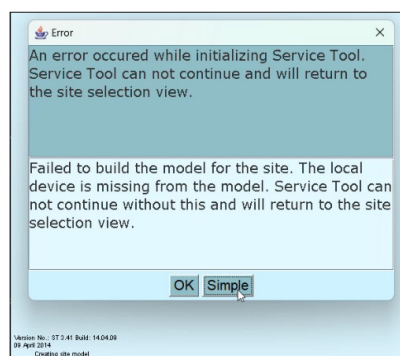 Error
An error occured while initializing Service Tool.
Service Tool can not continue and will return to
the site selection view.
Failed to build the model for the site. The local
device is missing from the model. Service Tool can
not continue without this and will return to the site
selection view.
OK Simple
Version No.: ST 3.41 Build: 14.04.09
09 April 2014
Creating site model